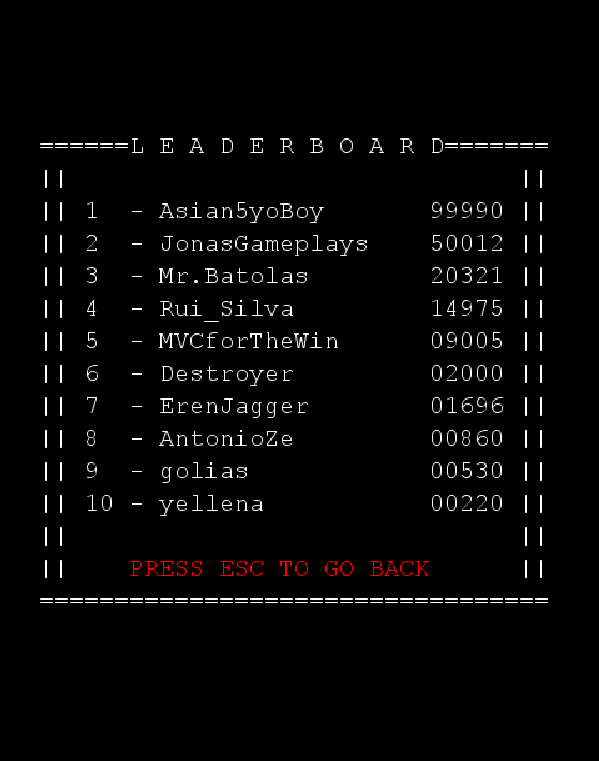 ======L E A D E R B O A R D=======
||                              ||
|| 1  - Asian5yoBoy       99990 ||
|| 2  - JonasGameplays    50012 ||
|| 3  - Mr.Batolas        20321 ||
|| 4  - Rui_Silva         14975 ||
|| 5  - MVCforTheWin      09005 ||
|| 6  - Destroyer         02000 ||
|| 7  - ErenJagger        01696 ||
|| 8  - AntonioZe         00860 ||
|| 9  - golias            00530 ||
|| 10 - yellena           00220 ||
||                              ||
||    PRESS ESC TO GO BACK      ||
==================================